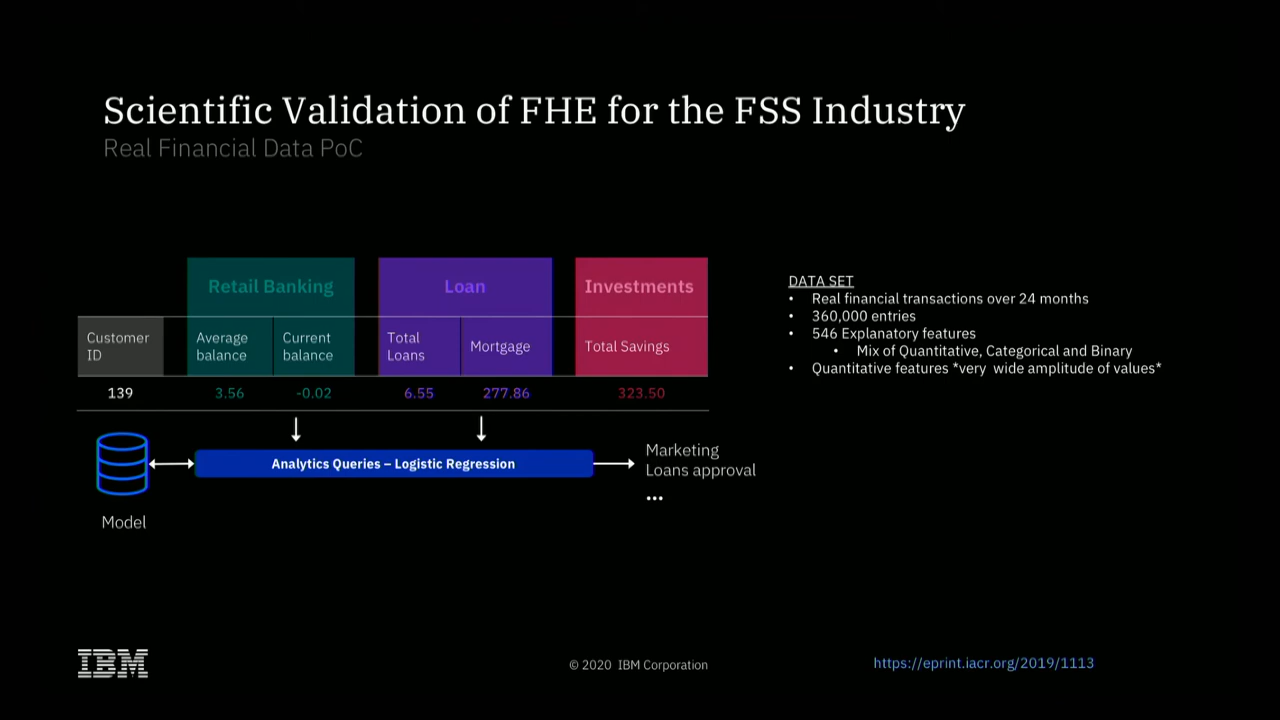 Scientific Validation of FHE for the FSS Industry
Real Financial Data PoC
Retail Banking
Loan
Investments
Customer
ID
Average
balance
Current
balance
Total
Loans
Mortgage
Total Savings
139
3.56
-0.02
6.55
277.86
323.50
Analytics Queries – Logistic Regression
Marketing
Loans approval
...
Model
DATA SET
• Real financial transactions over 24 months
• 360,000 entries
• 546 Explanatory features
• Mix of Quantitative, Categorical and Binary
• Quantitative features *very wide amplitude of values*
IBM
© 2020 IBM Corporation
https://eprint.iacr.org/2019/1113